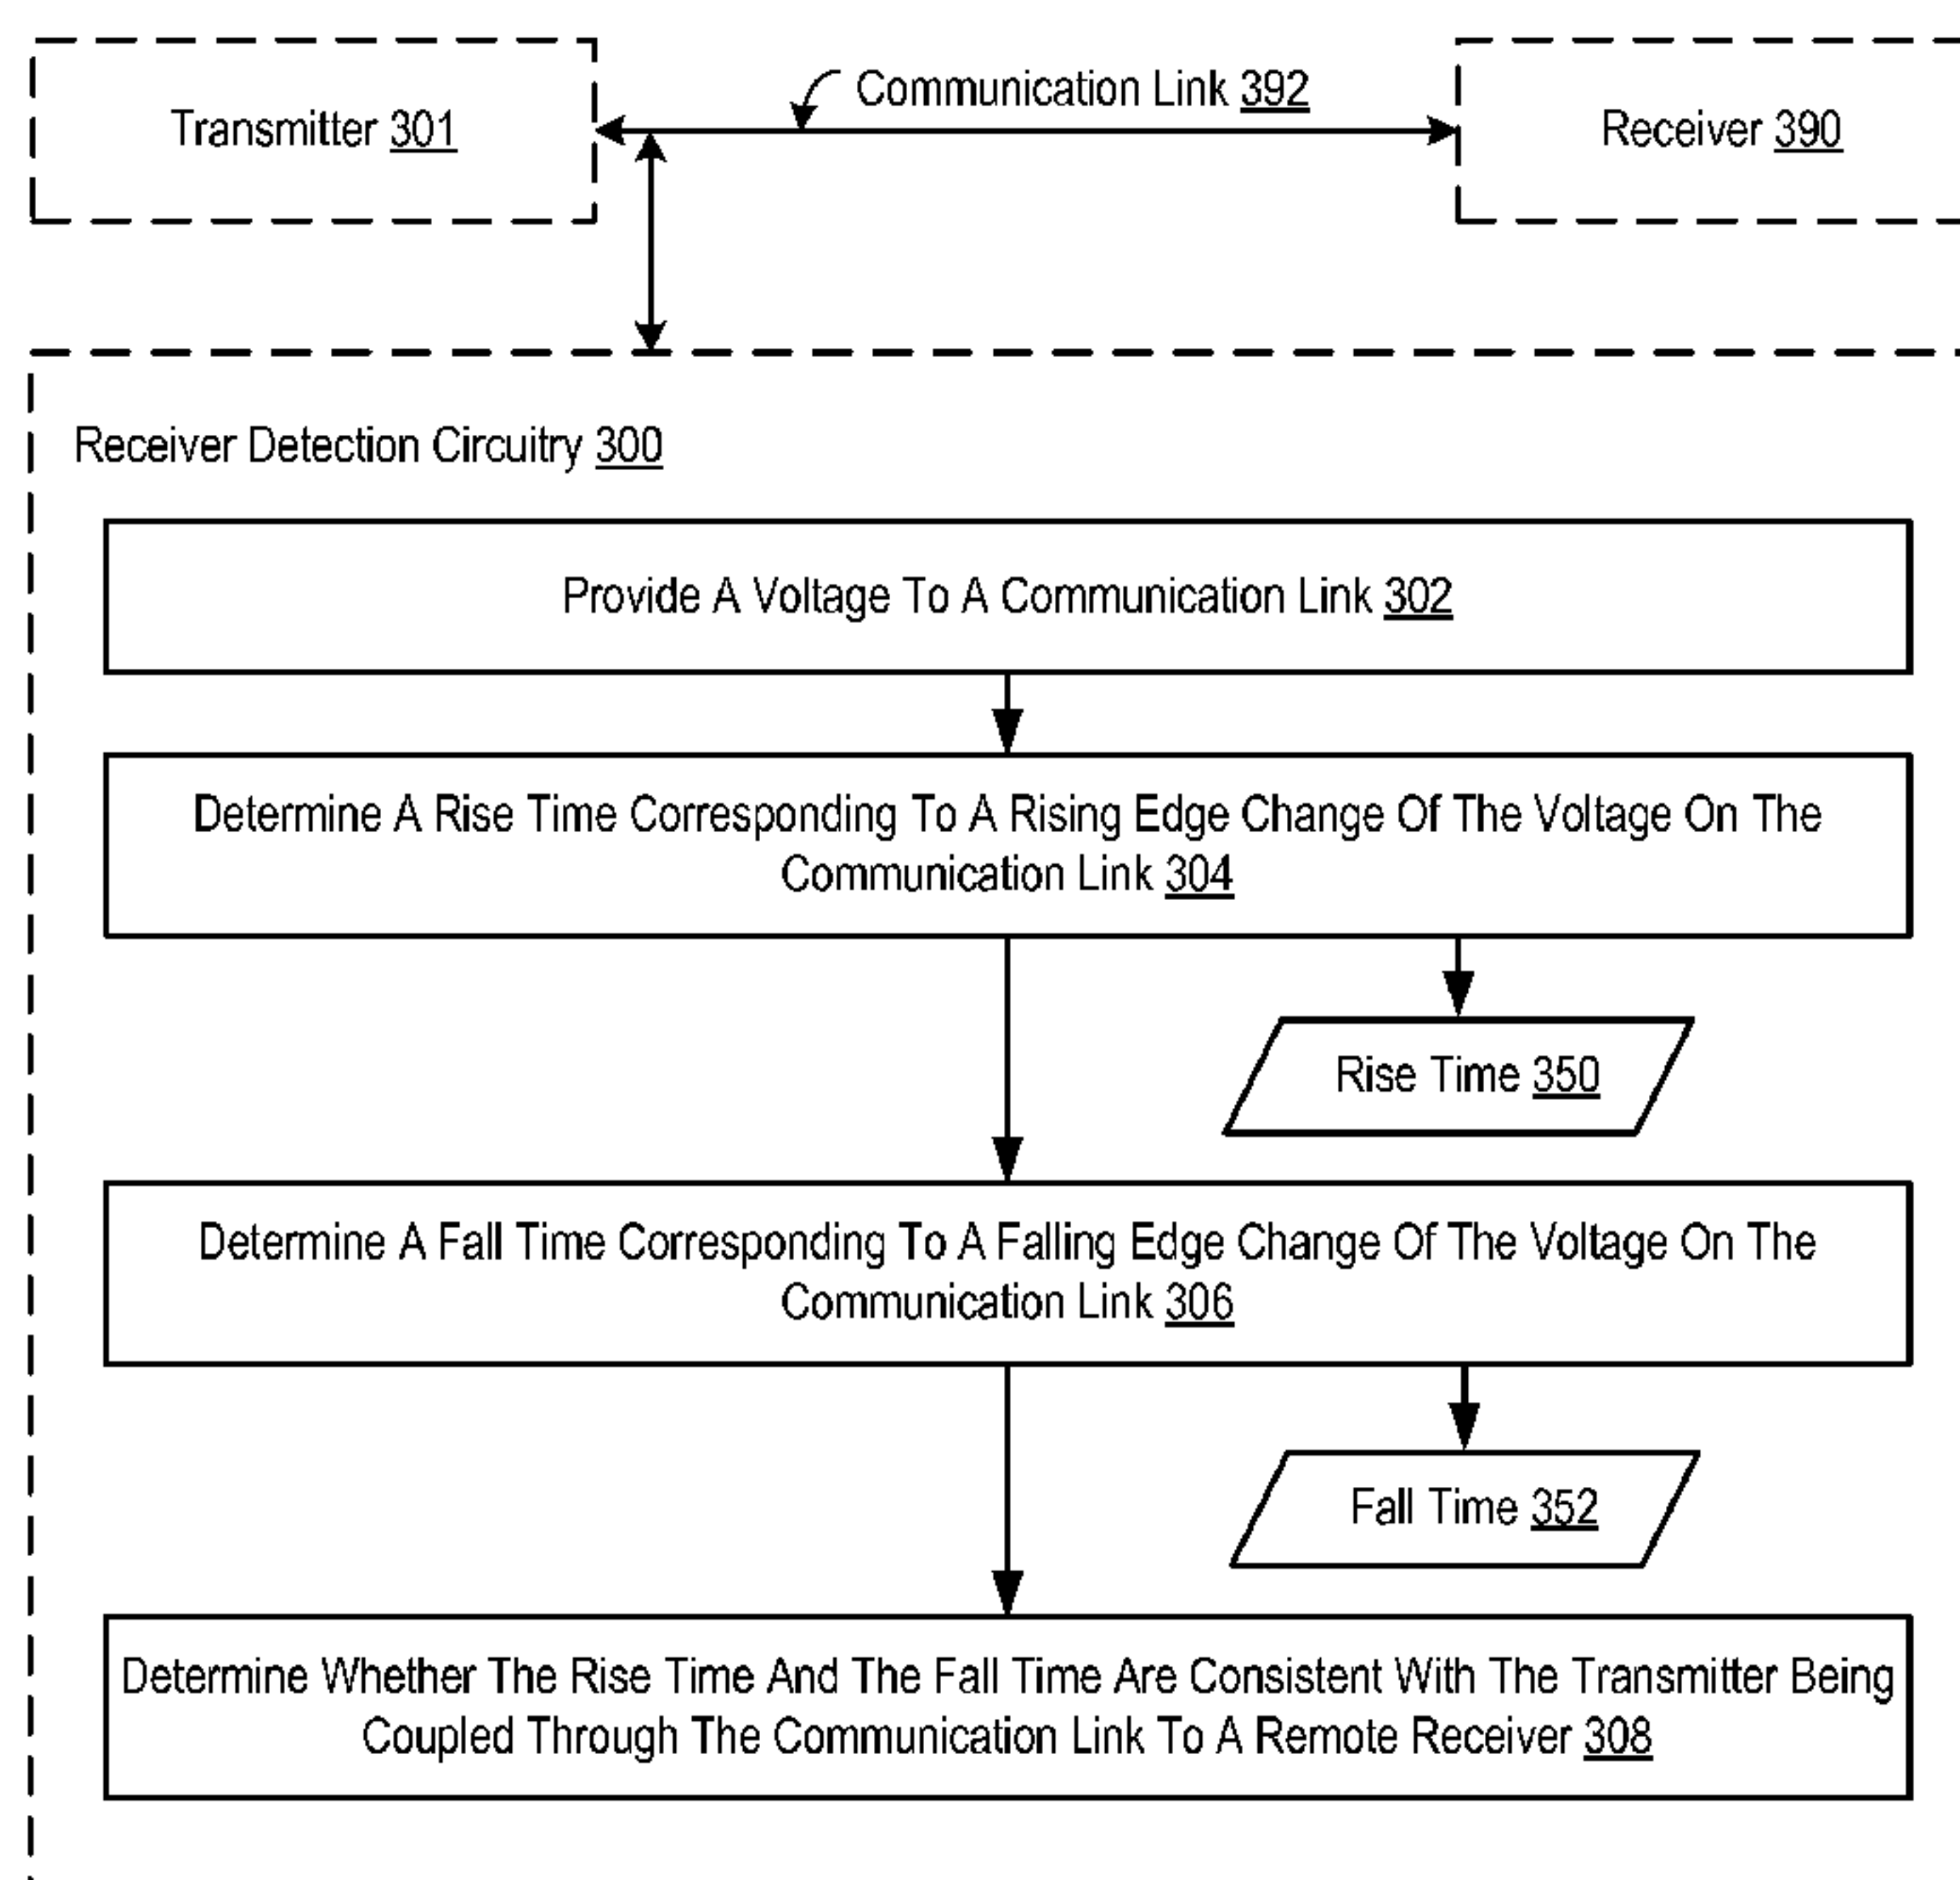 Transmitter 301
Communication Link 392
Receiver 390
Receiver Detection Circuitry 300
Provide A Voltage To A Communication Link 302
Determine A Rise Time Corresponding To A Rising Edge Change Of The Voltage On The
Communication Link 304
Rise Time 350
Determine A Fall Time Corresponding To A Falling Edge Change Of The Voltage On The
Communication Link 306
Fall Time 352
Determine Whether The Rise Time And The Fall Time Are Consistent With The Transmitter Being
Coupled Through The Communication Link To A Remote Receiver 308